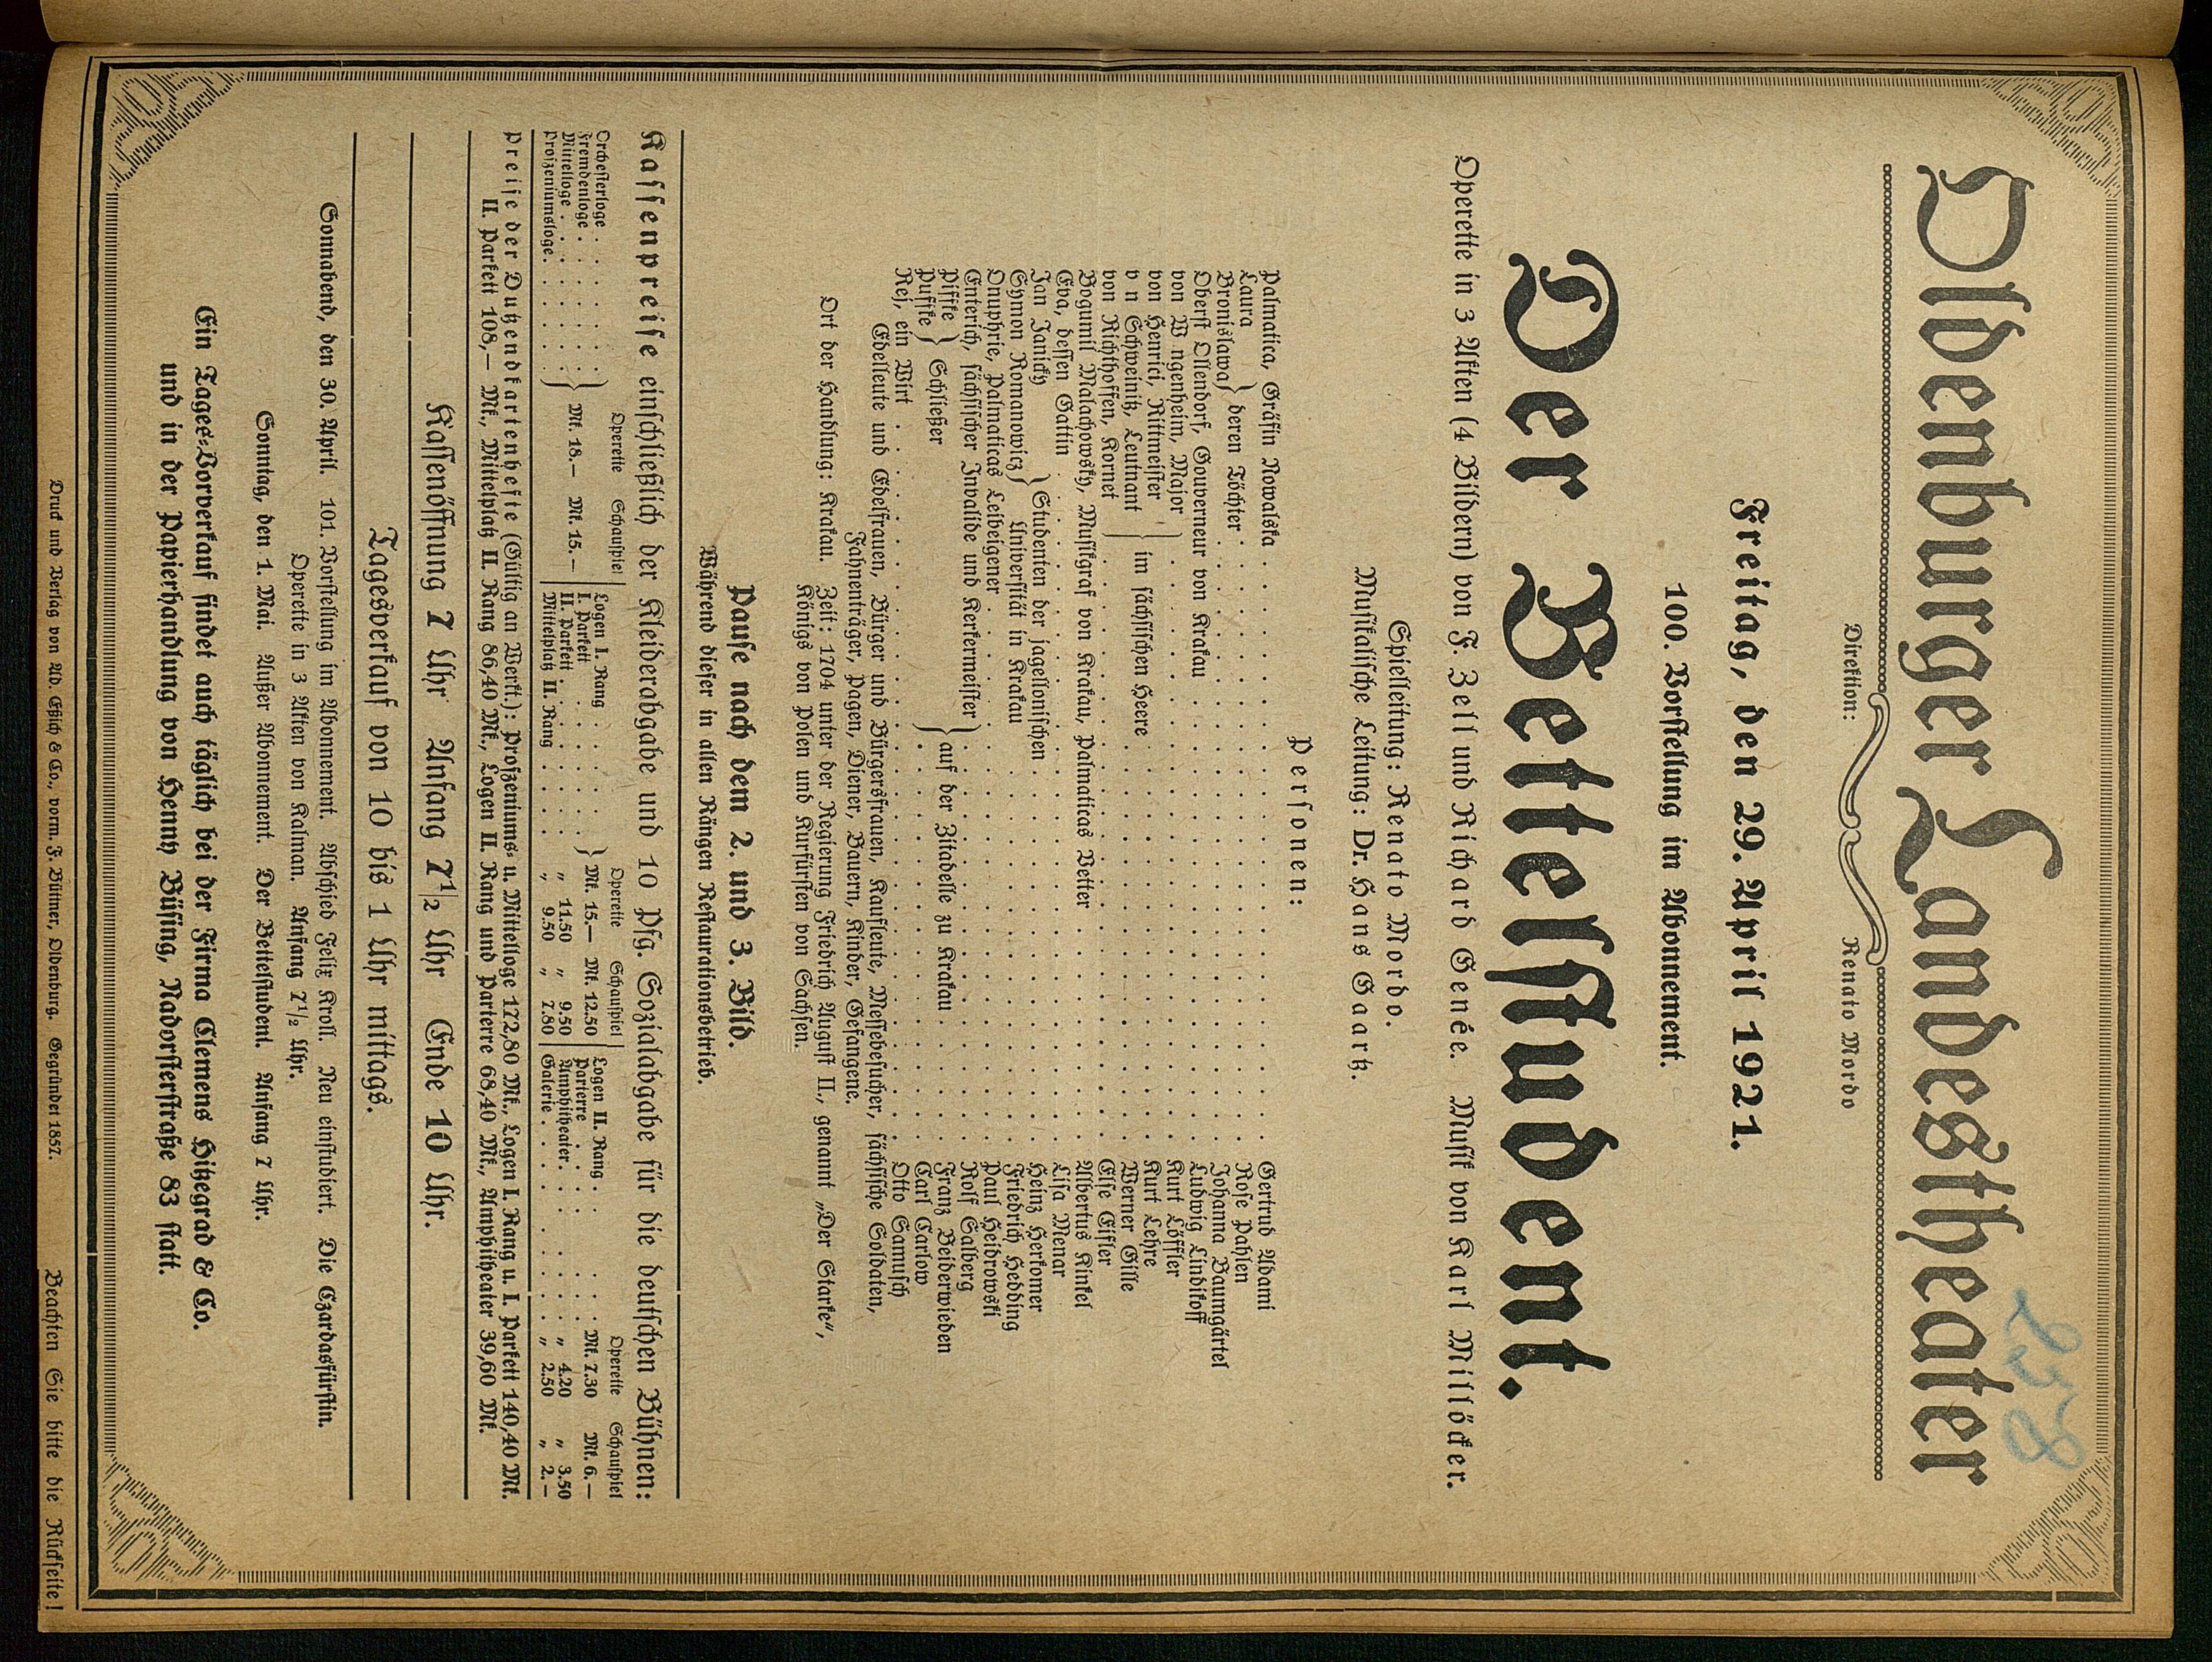 258
Oldenburger Landestheater
Direktion: Renato Mordo
Freitag, den 29. April 1921.
100. Vorstellung im Abonnement.
Der Bettelstudent.
Operette in 3 Akten (4 Bildern) von F. Zell und Richard Genée. Musik von Karl Millöcker.
Spielleitung: Renato Mordo.
Musikalische Leitung: Dr. Hans Gaartz.
Personen:
Palmatica, Gräfin Nowalska . . . . Gertrud Adami
Laura } deren Töchter . . . . Rose Pahlen
Bronislawa } Johanna Baumgärtel
Oberst Ollendorf, Gouverneur von Krakau . . . . Ludwig Lindikoff
von W ngenheim, Major } im sächsischen Heere . . . . Kurt Löffler
von Henrici, Rittmeister . . . . Kurt Lehre
v n Schweinitz, Leutnant . . . . Werner Gille
von Richthoffen, Kornet . . . . Else Eifler
Bogumil Malachowsky, Musikgraf von Krakau, Palmaticas Vetter . . . . Albertus Kinkel
Eva, dessen Gattin . . . . Lisa Menar
Jan Janicky } Studenten der jagellonischen . . . . Heinz Herkomer
Symon Romanowicz } Universität in Krakau . . . . Friedrich Hedding
Onuphrie, Palmaticas Leibeigener . . . . Paul Heidrowski
Enterich, sächsischer Invalide und Kerkermeister } auf der Zitadelle zu Krakau . . . . Rolf Salberg
Piffke } Schließer . . . . Franz Beiderwieden
Puffke } . . . . Carl Carlow
Rej, ein Wirt . . . . Otto Samusch
Edelleute und Edelfrauen, Bürger und Bürgersfrauen, Kaufleute, Messebesucher, sächsische Soldaten,
Fahnenträger, Pagen, Diener, Bauern, Kinder, Gefangene.
Ort der Handlung: Krakau. Zeit: 1704 unter der Regierung Friedrich August II., genannt „Der Starke“,
Königs von Polen und Kurfürsten von Sachsen.
Pause nach dem 2. und 3. Bild.
Während dieser in allen Rängen Restaurationsbetrieb.
Kassenpreise einschließlich der Kleiderabgabe und 10 Pfg. Sozialabgabe für die deutschen Bühnen:
Operette Schauspiel Operette Schauspiel Operette Schauspiel
Orchesterloge . . . . Logen I. Rang . . . . } Mk. 15.— Mk. 12.50 Logen II. Rang . . . . Mk. 7.30 Mk. 6.—
Fremdenloge . . . . } Mk. 18.— Mk. 15.— I. Parkett . . . . Parterre . . . .
Mittelloge . . . . II. Parkett . . . . „ 11.50 „ 9.50 Amphitheater . . . . „ 4.20 „ 3.50
Proszeniumsloge . . . . Mittelplatz II. Rang . . . . „ 9.50 „ 7.80 Galerie . . . . „ 2.50 „ 2.—
Preise der Dutzendkartenhefte (Gültig an Werkt.): Proszeniums- u. Mittelloge 172,80 Mk., Logen I. Rang u. I. Parkett 140,40 Mk.
II. Parkett 108,— Mk., Mittelplatz II. Rang 86,40 Mk., Logen II. Rang und Parterre 68,40 Mk., Amphitheater 39,60 Mk.
Kassenöffnung 7 Uhr Anfang 7 1/2 Uhr Ende 10 Uhr.
Tagesverkauf von 10 bis 1 Uhr mittags.
Sonnabend, den 30. April. 101. Vorstellung im Abonnement. Abschied Felix Kroll. Neu einstudiert. Die Czardasfürstin.
Operette in 3 Akten von Kalman. Anfang 7 1/2 Uhr.
Sonntag, den 1. Mai. Außer Abonnement. Der Bettelstudent. Anfang 7 Uhr.
Ein Tages-Vorverkauf findet auch täglich bei der Firma Clemens Hitzegrad & Co.
und in der Papierhandlung von Henny Büsing, Nadorsterstraße 83 statt.
Druck und Verlag von Ad. Eßich & Co., vorm. F. Büttner, Oldenburg. Gegründet 1857. Beachten Sie bitte die Rückseite!